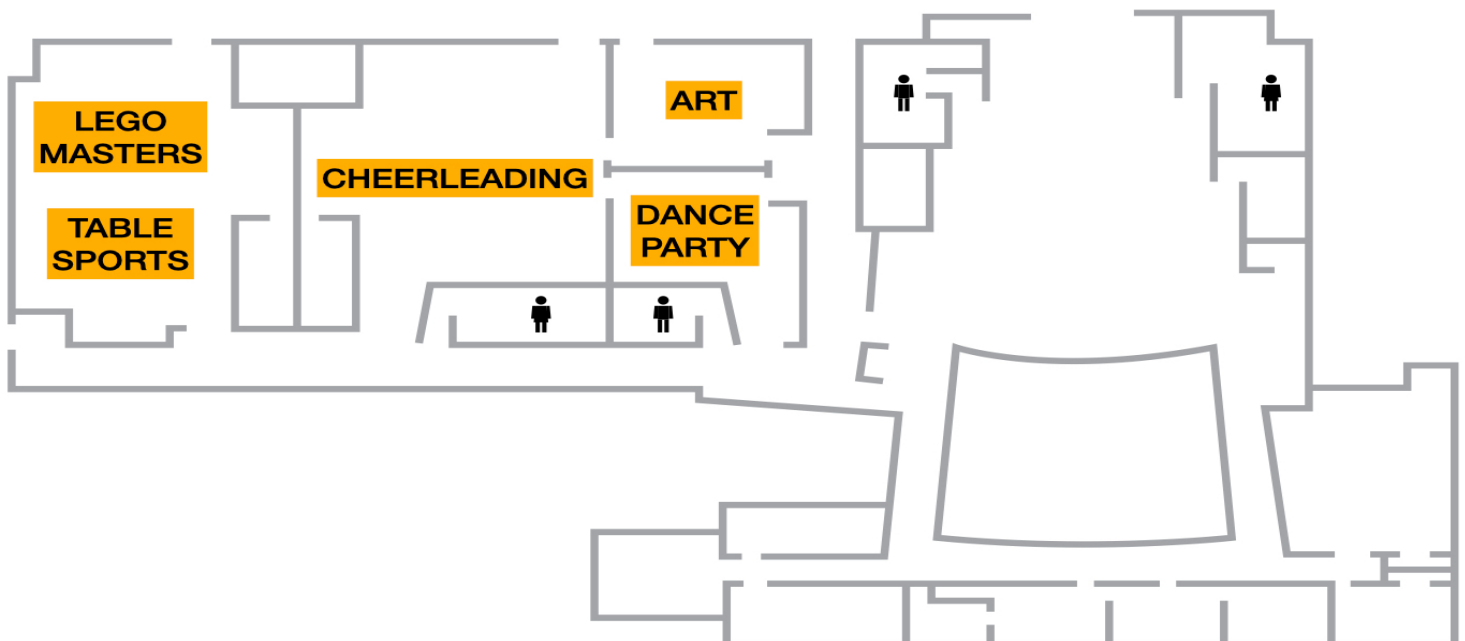 LEGO
MASTERS
TABLE
SPORTS
CHEERLEADING
ART
DANCE
PARTY